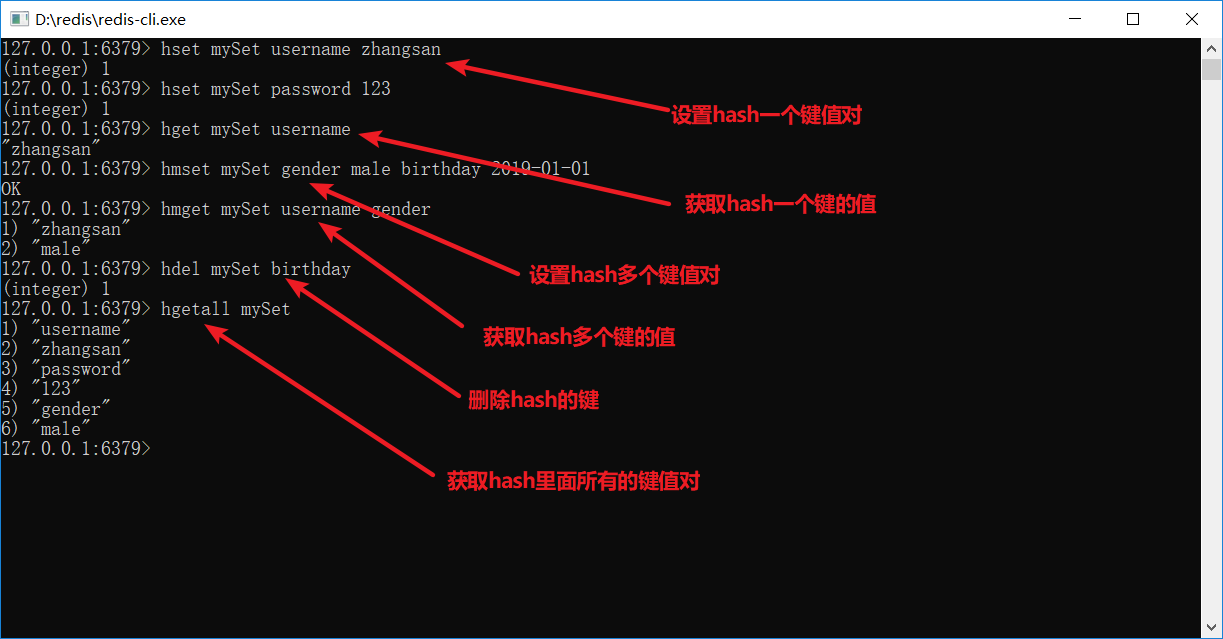 D:\redis\redis-cli.exe
127.0.0.1:6379> hset mySet username zhangsan
(integer) 1
127.0.0.1:6379> hset mySet password 123
(integer) 1
设置hash一个键值对
127.0.0.1:6379> hget mySet username
"zhangsan"
127.0.0.1:6379> hmset mySet gender male birthday 2019-01-01
OK
获取hash一个键的值
127.0.0.1:6379> hmget mySet username gender
1) "zhangsan"
2) "male"
127.0.0.1:6379> hdel mySet birthday
设置hash多个键值对
(integer) 1
127.0.0.1:6379> hgetall mySet
1) "username"
获取hash多个键的值
2) "zhangsan"
3) "password"
4) "123"
删除hash的键
5) "gender"
6) "male"
127.0.0.1:6379>
获取hash里面所有的键值对